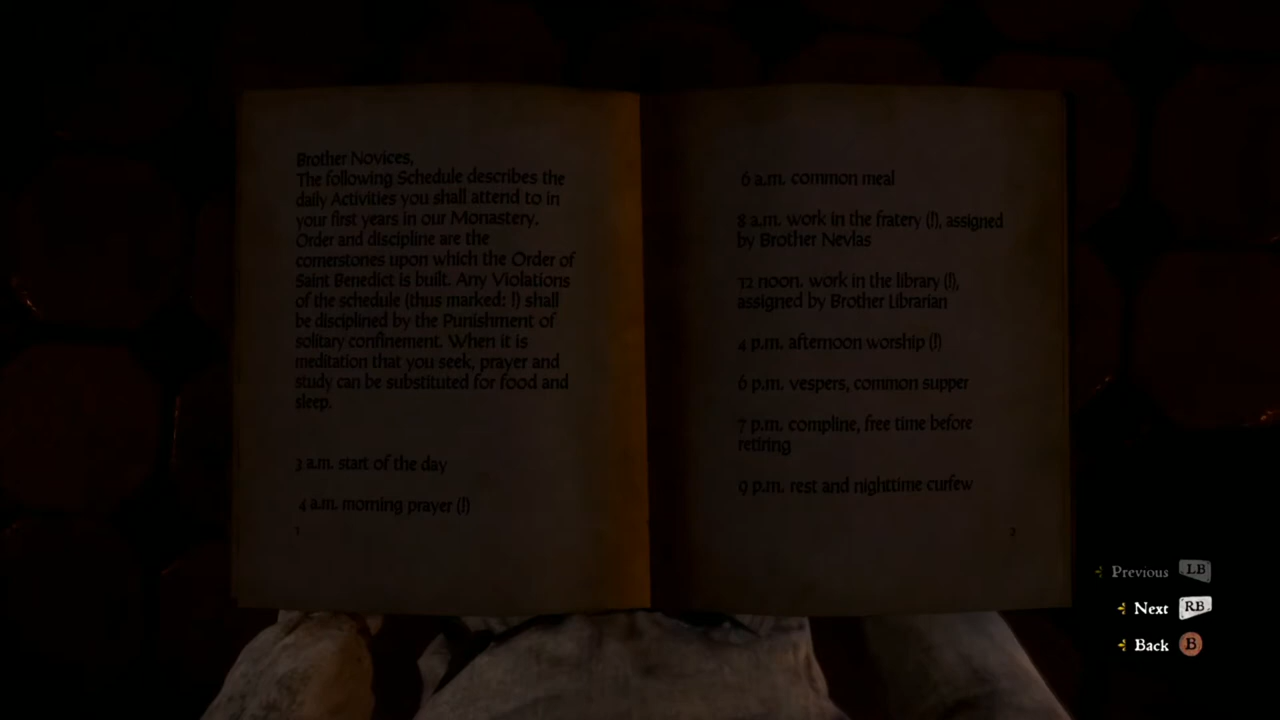 Brother Novices,
The following Schedule describes the
daily Activities you shall attend to in
your first years in our Monastery.
Order and discipline are the
cornerstones upon which the Order of
Saint Benedict is built. Any Violations
of the schedule (thus marked: !) shall
be disciplined by the Punishment of
solitary confinement. When it is
meditation that you seek, prayer and
study can be substituted for food and
sleep.
3 a.m. start of the day
4 a.m. morning prayer (!)
1
6 a.m. common meal
8 a.m. work in the fratery (!), assigned
by Brother Nevlas
12 noon. work in the library (!),
assigned by Brother Librarian
4 p.m. afternoon worship (!)
6 p.m. vespers, common supper
7 p.m. compline, free time before
retiring
9 p.m. rest and nighttime curfew
2
Previous LB
Next RB
Back B